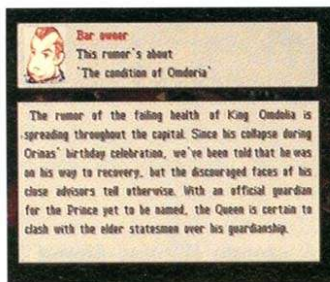 Bar owner
This rumor's about
'The condition of Omdoria'
The rumor of the failing health of King Omdolia is
spreading throughout the capital. Since his collapse during
Orinas' birthday celebration, we've been told that he was
on his way to recovery, but the discouraged faces of his
close advisors tell otherwise. With an official guardian
for the Prince yet to be named, the Queen is certain to
clash with the elder statesmen over his guardianship.